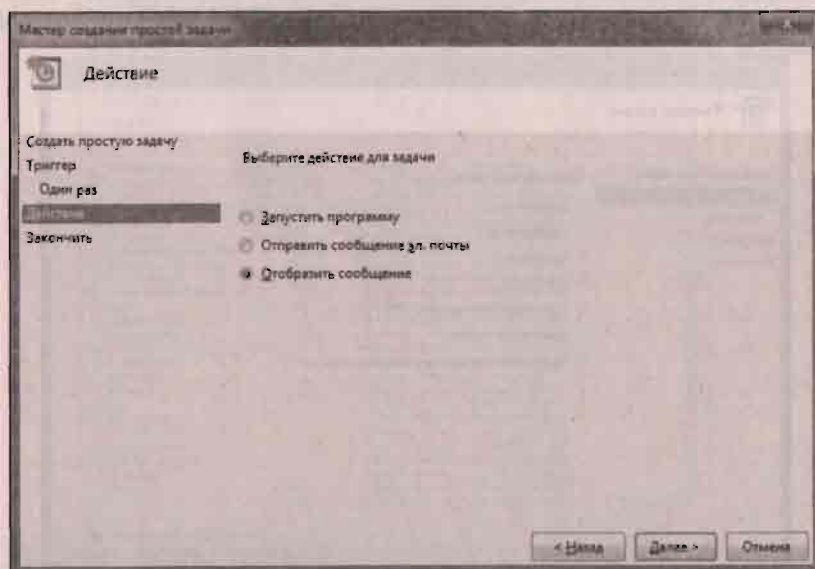 Мастер создания простой задачи
Действие
Создать простую задачу
Триггер
Один раз
Действие
Закончить
Выберите действие для задачи
Запустить программу
Отправить сообщение эл. почты
Отобразить сообщение
< Назад
Далее >
Отмена